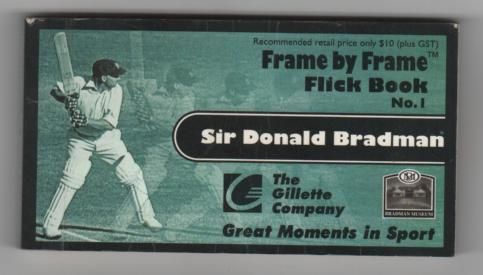 Recommended retail price only $10 (plus GST)
Frame by Frame™
Flick Book
No.1
Sir Donald Bradman
The
Gillette
Company
BRADMAN MUSEUM
Great Moments in Sport